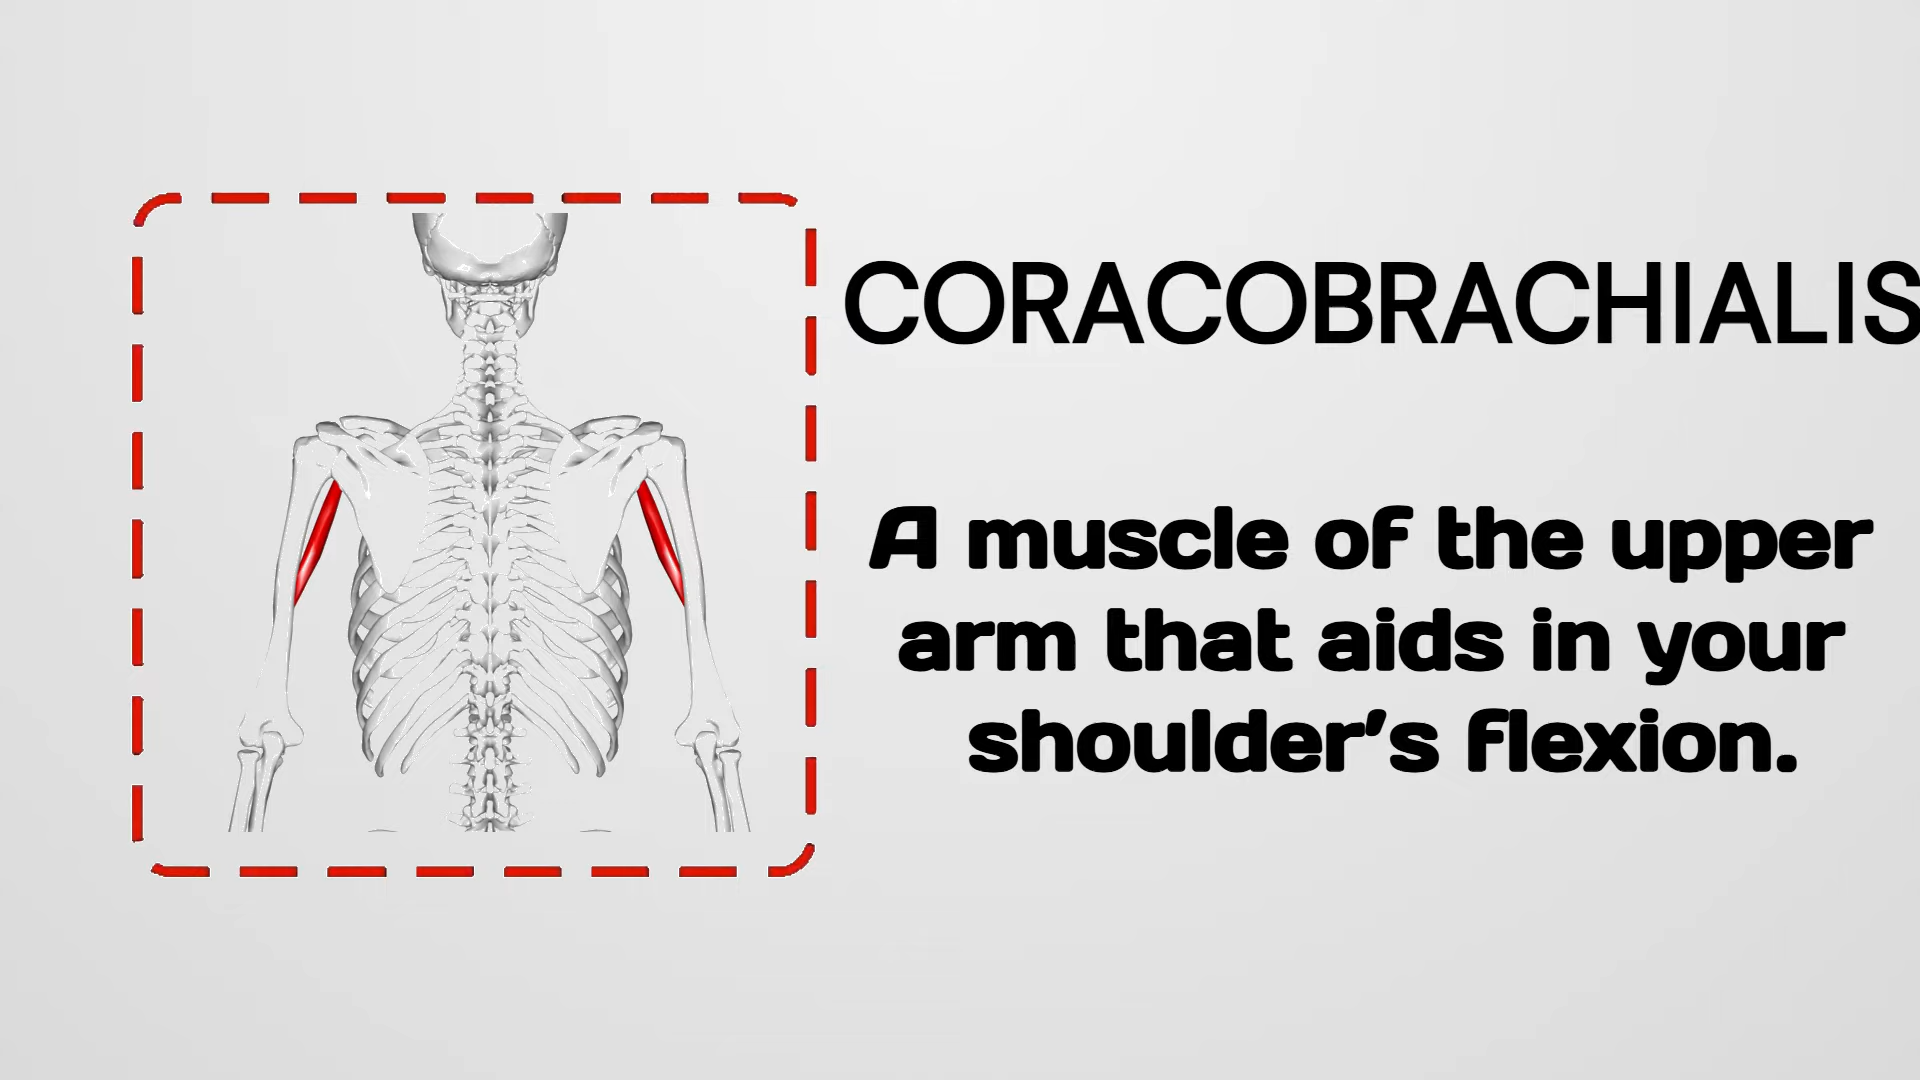 CORACOBRACHIALIS
A muscle of the upper
arm that aids in your
shoulder's flexion.